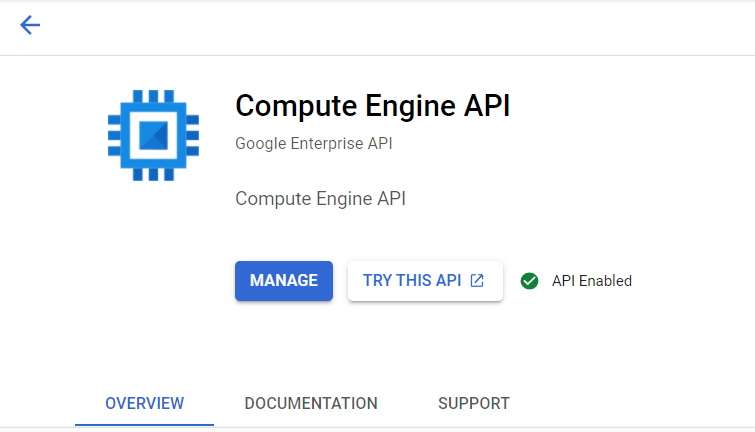 Compute Engine API
Google Enterprise API
Compute Engine API
MANAGE TRY THIS API API Enabled
OVERVIEW DOCUMENTATION SUPPORT